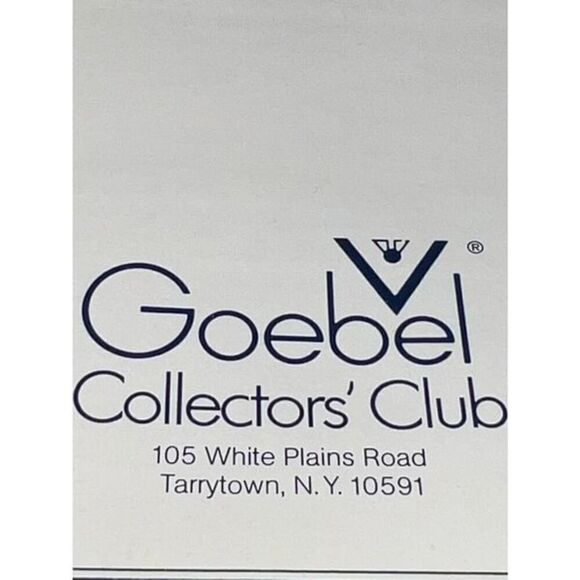 Goebel ®
Collectors' Club
105 White Plains Road
Tarrytown, N.Y. 10591